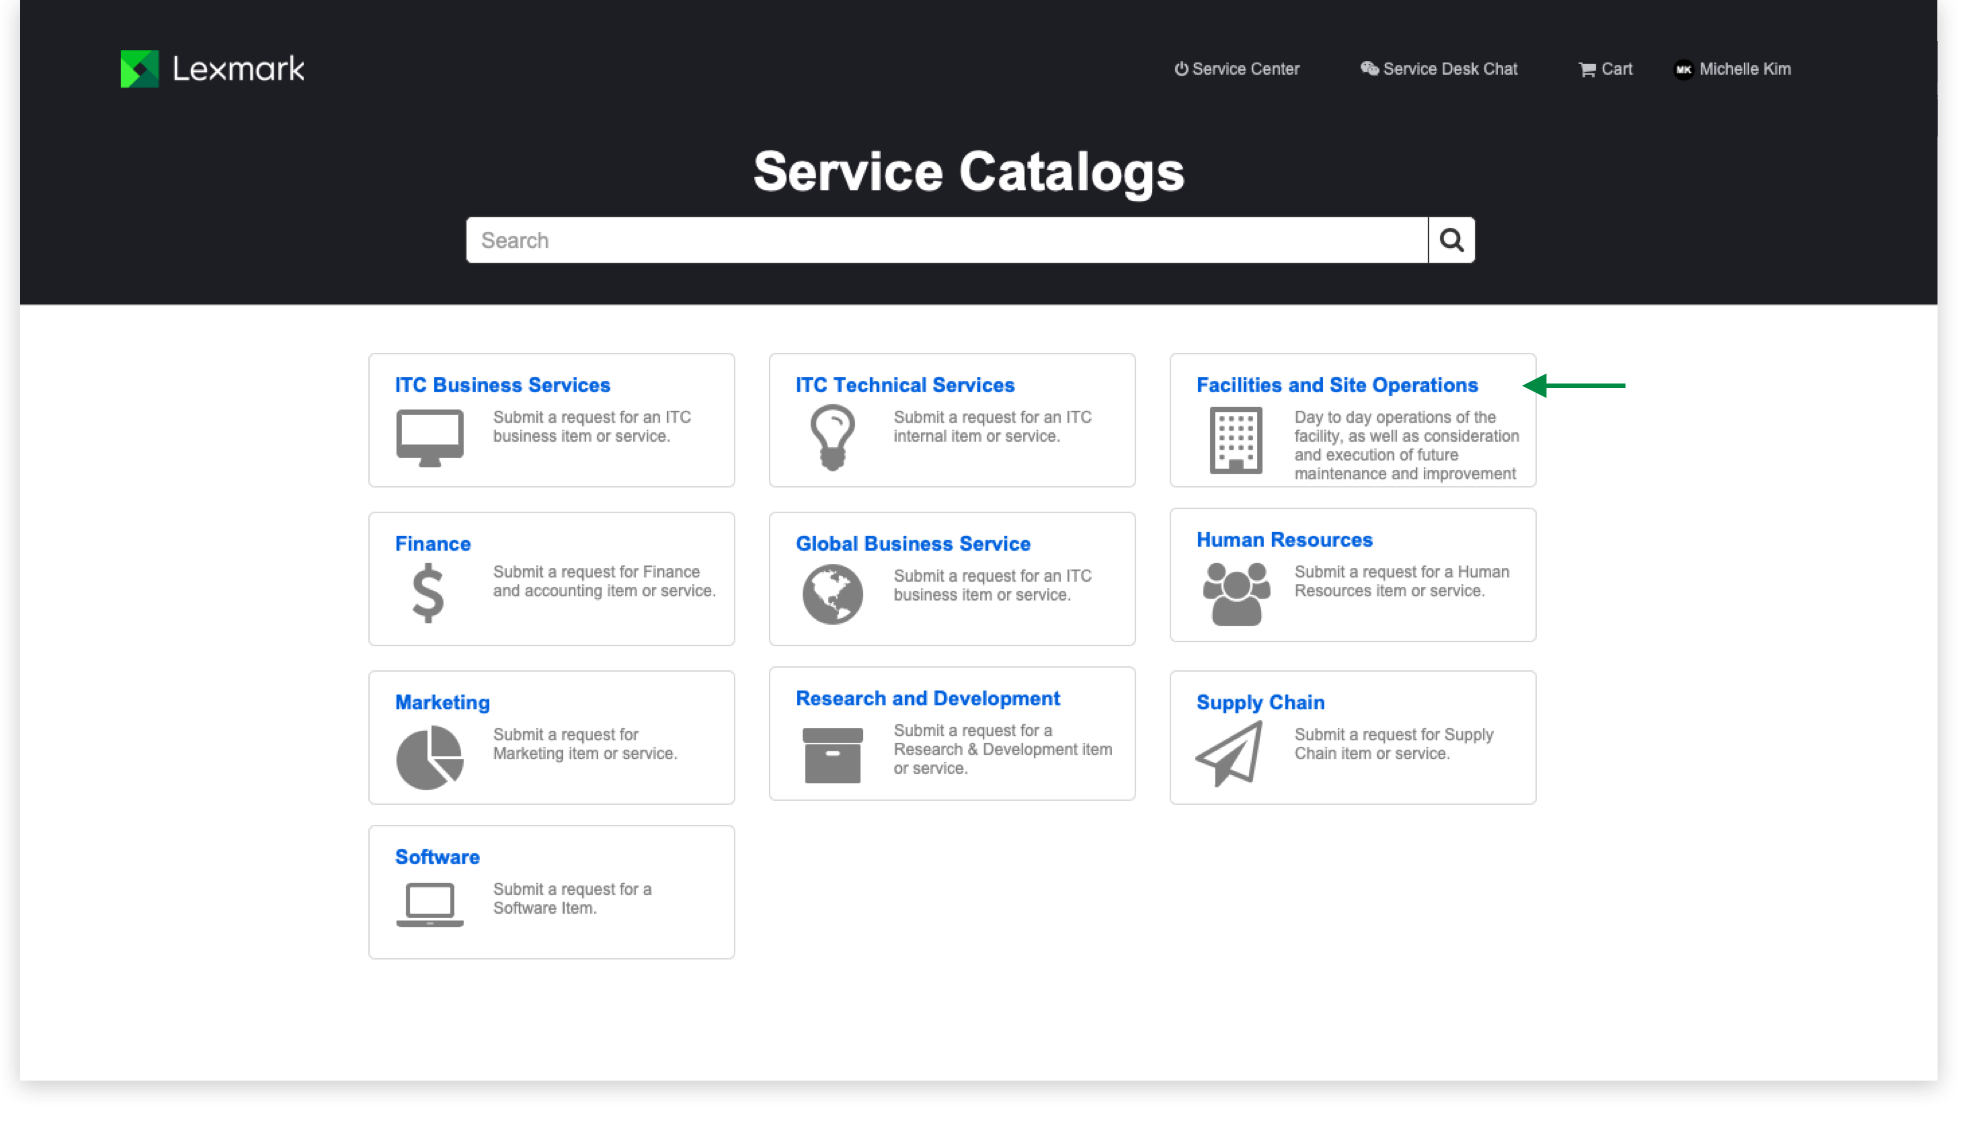 Lexmark
Service Center
Service Desk Chat
Cart
MK
Michelle Kim
Service Catalogs
Search
ITC Business Services
Submit a request for an ITC
business item or service.
ITC Technical Services
Submit a request for an ITC
internal item or service.
Facilities and Site Operations
Day to day operations of the
facility, as well as consideration
and execution of future
maintenance and improvement
Finance
Submit a request for Finance
and accounting item or service.
Global Business Service
Submit a request for an ITC
business item or service.
Human Resources
Submit a request for a Human
Resources item or service.
Marketing
Submit a request for
Marketing item or service.
Research and Development
Submit a request for a
Research & Development item
or service.
Supply Chain
Submit a request for Supply
Chain item or service.
Software
Submit a request for a
Software Item.